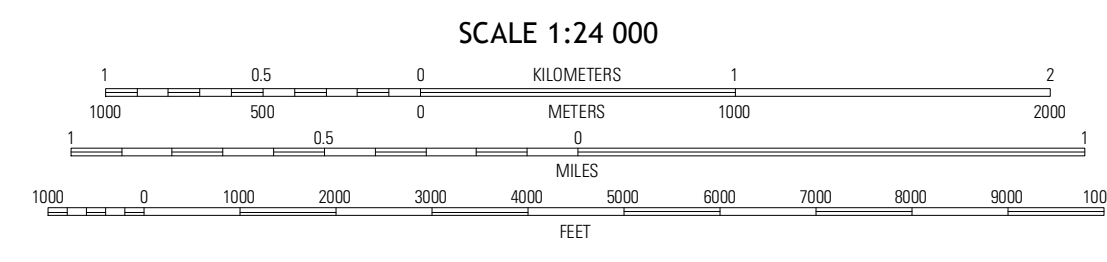 SCALE 1:24 000
1 0.5 0 KILOMETERS 1 2
1000 500 0 METERS 1000 2000
1 0.5 0 1
MILES
1000 0 1000 2000 3000 4000 5000 6000 7000 8000 9000 100
FEET